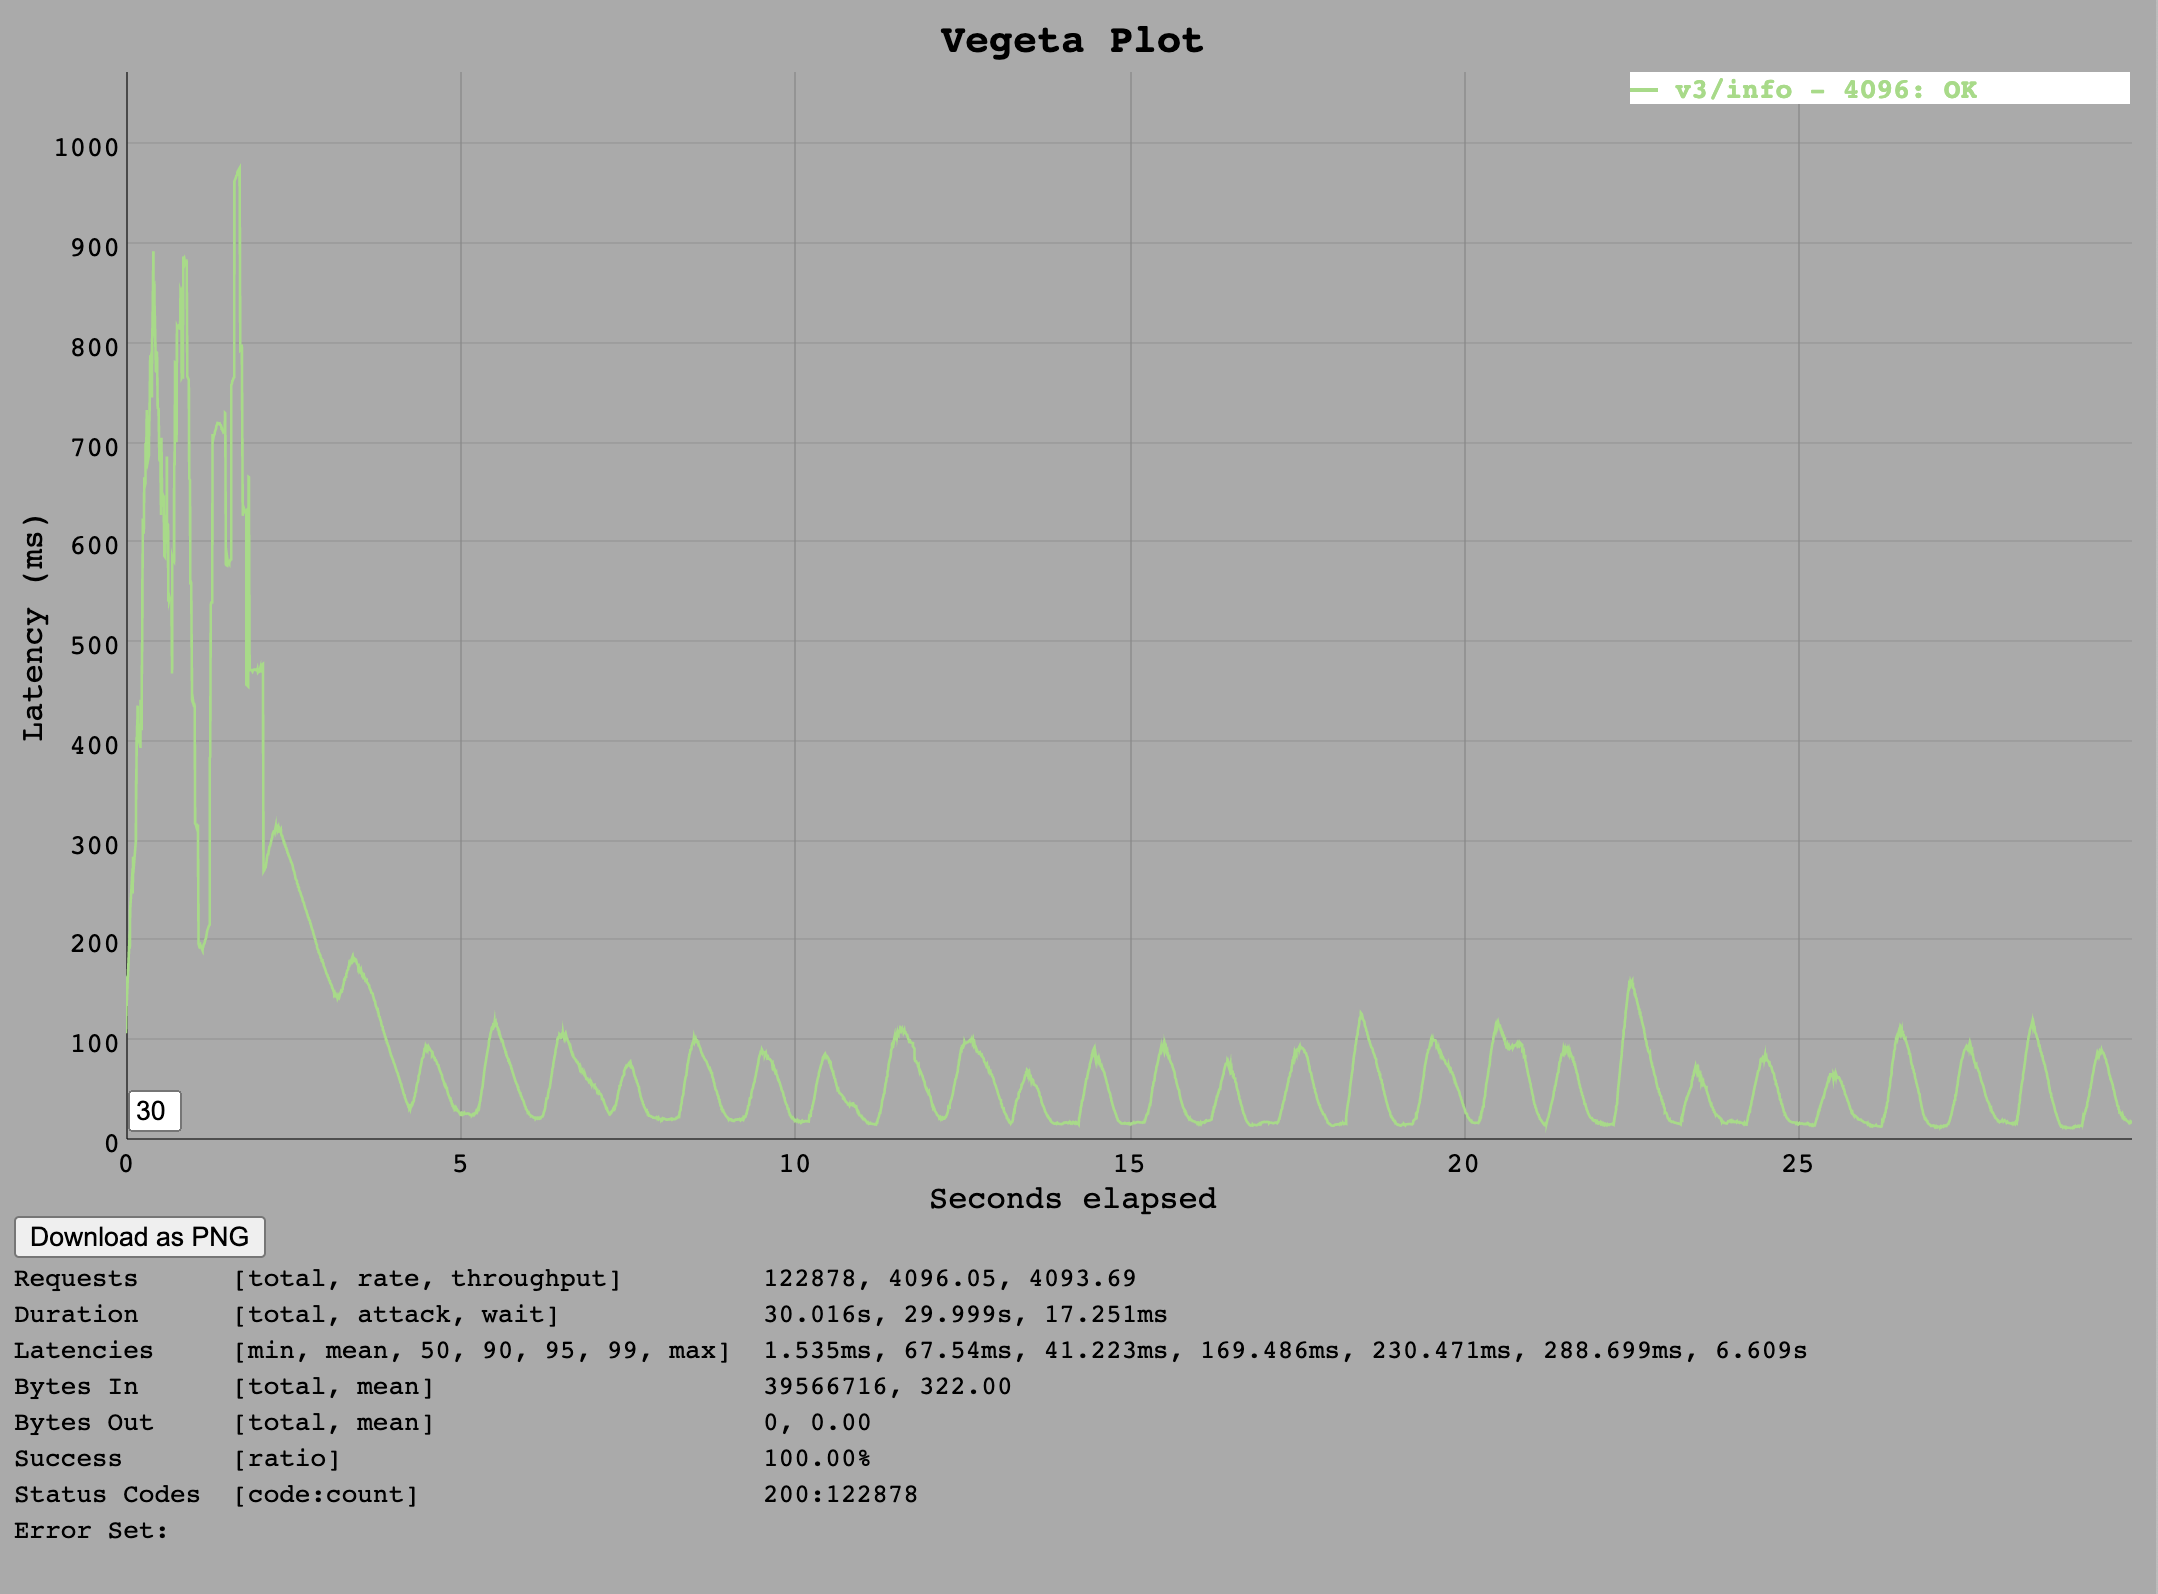 Vegeta Plot
v3/info - 4096: OK
1000
900
800
700
600
500
400
300
200
100
0
Latency (ms)
30
0 5 10 15 20 25
Seconds elapsed
Download as PNG
Requests [total, rate, throughput] 122878, 4096.05, 4093.69
Duration [total, attack, wait] 30.016s, 29.999s, 17.251ms
Latencies [min, mean, 50, 90, 95, 99, max] 1.535ms, 67.54ms, 41.223ms, 169.486ms, 230.471ms, 288.699ms, 6.609s
Bytes In [total, mean] 39566716, 322.00
Bytes Out [total, mean] 0, 0.00
Success [ratio] 100.00%
Status Codes [code:count] 200:122878
Error Set: